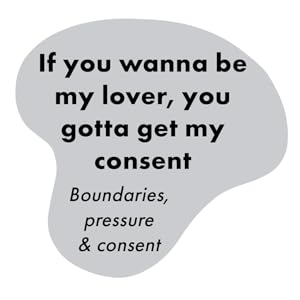 If you wanna be
my lover, you
gotta get my
consent
Boundaries,
pressure
& consent